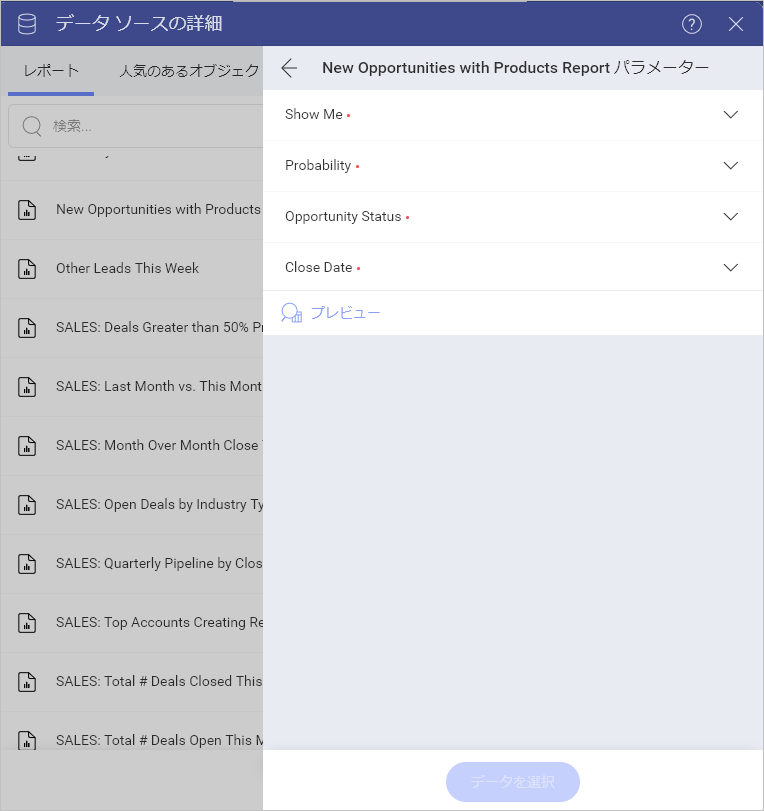 データ ソースの詳細
レポート 人気のあるオブジェク
検索...
New Opportunities with Products
Other Leads This Week
SALES: Deals Greater than 50% Pr
SALES: Last Month vs. This Mont
SALES: Month Over Month Close
SALES: Open Deals by Industry Ty
SALES: Quarterly Pipeline by Clos
SALES: Top Accounts Creating Re
SALES: Total # Deals Closed This
SALES: Total # Deals Open This M
New Opportunities with Products Report パラメーター
Show Me •
Probability •
Opportunity Status •
Close Date •
プレビュー
データを選択